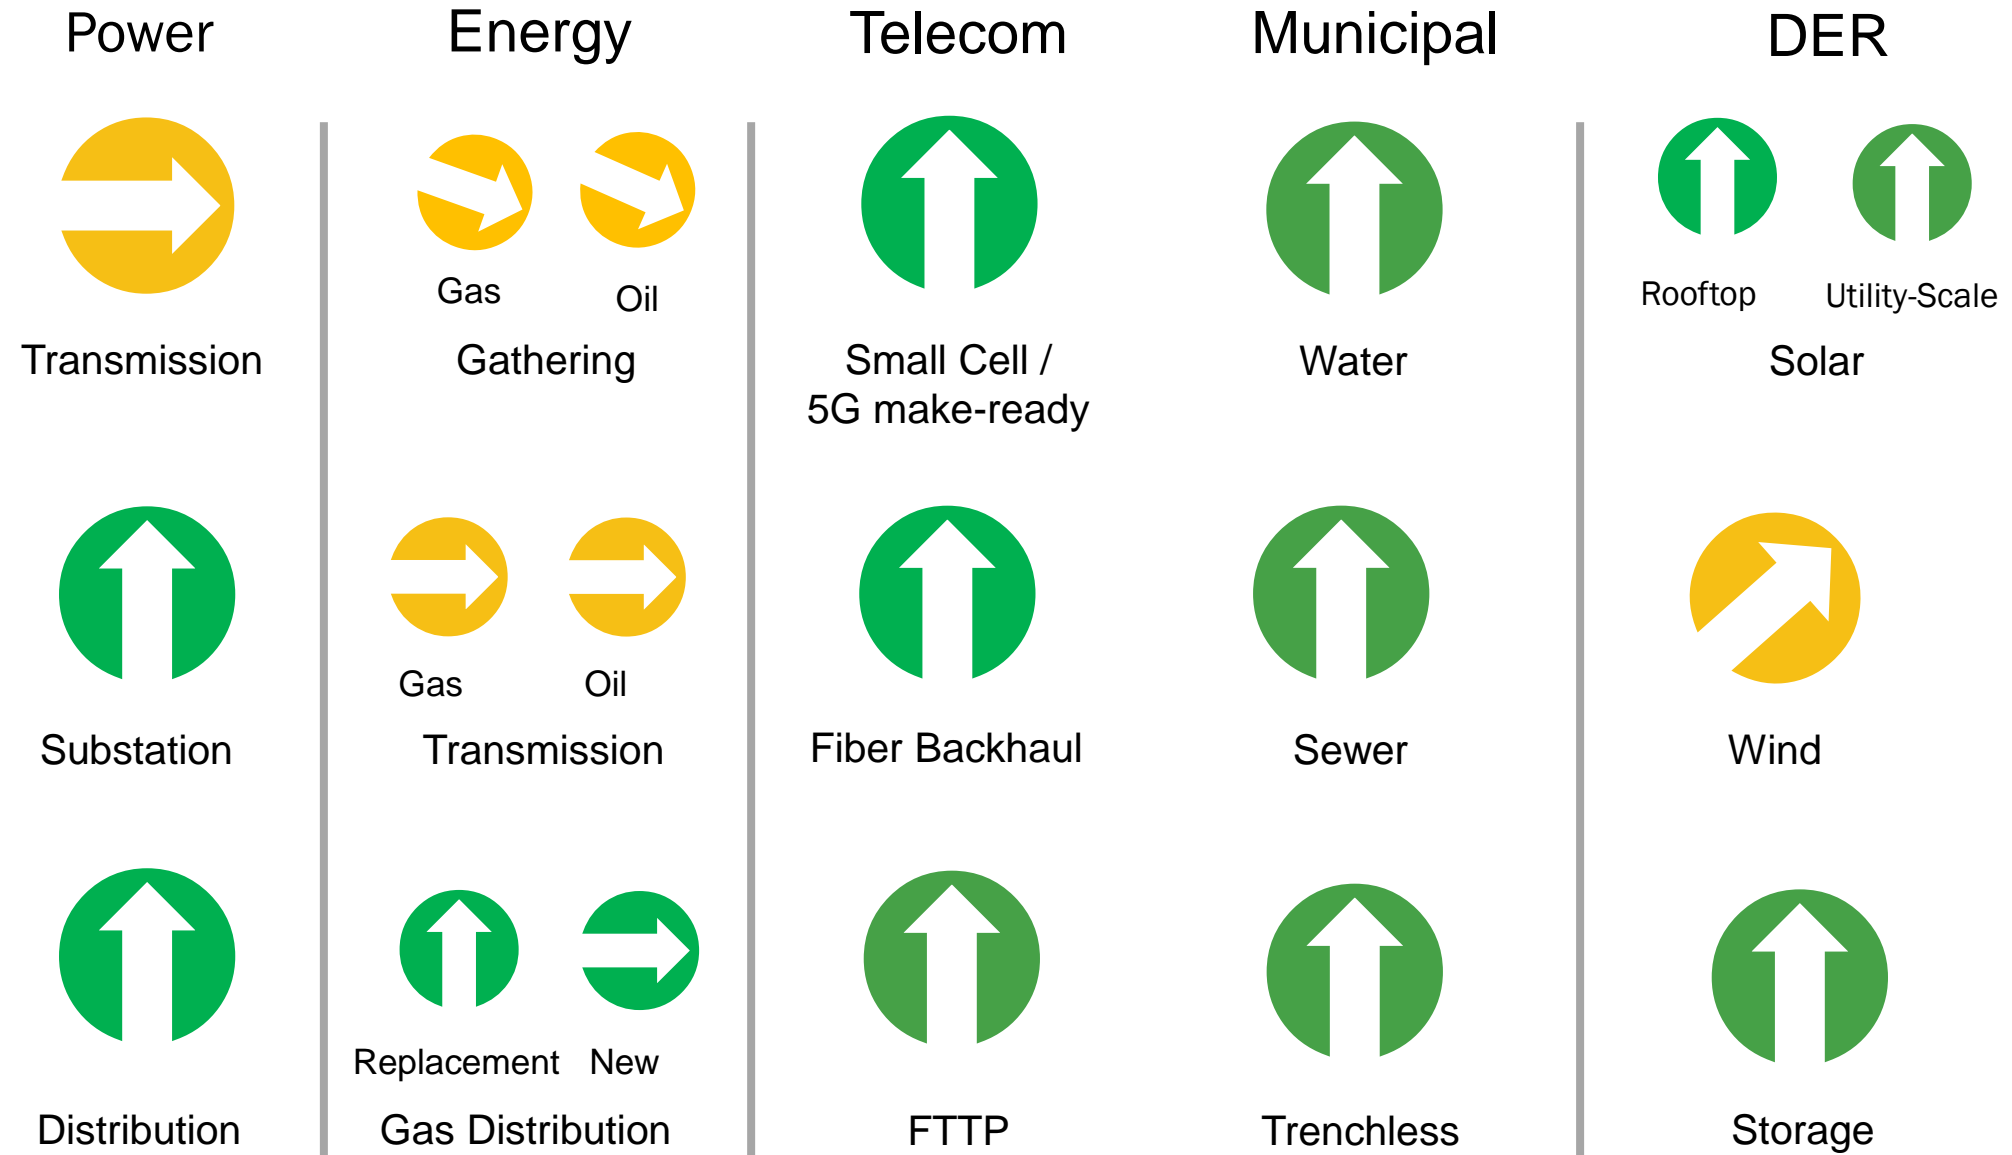 Power
Energy
Telecom
Municipal
DER
Gas
Oil
Rooftop
Utility-Scale
Transmission
Gathering
Small Cell /
5G make-ready
Water
Solar
Gas
Oil
Substation
Transmission
Fiber Backhaul
Sewer
Wind
Replacement
New
Distribution
Gas Distribution
FTTP
Trenchless
Storage